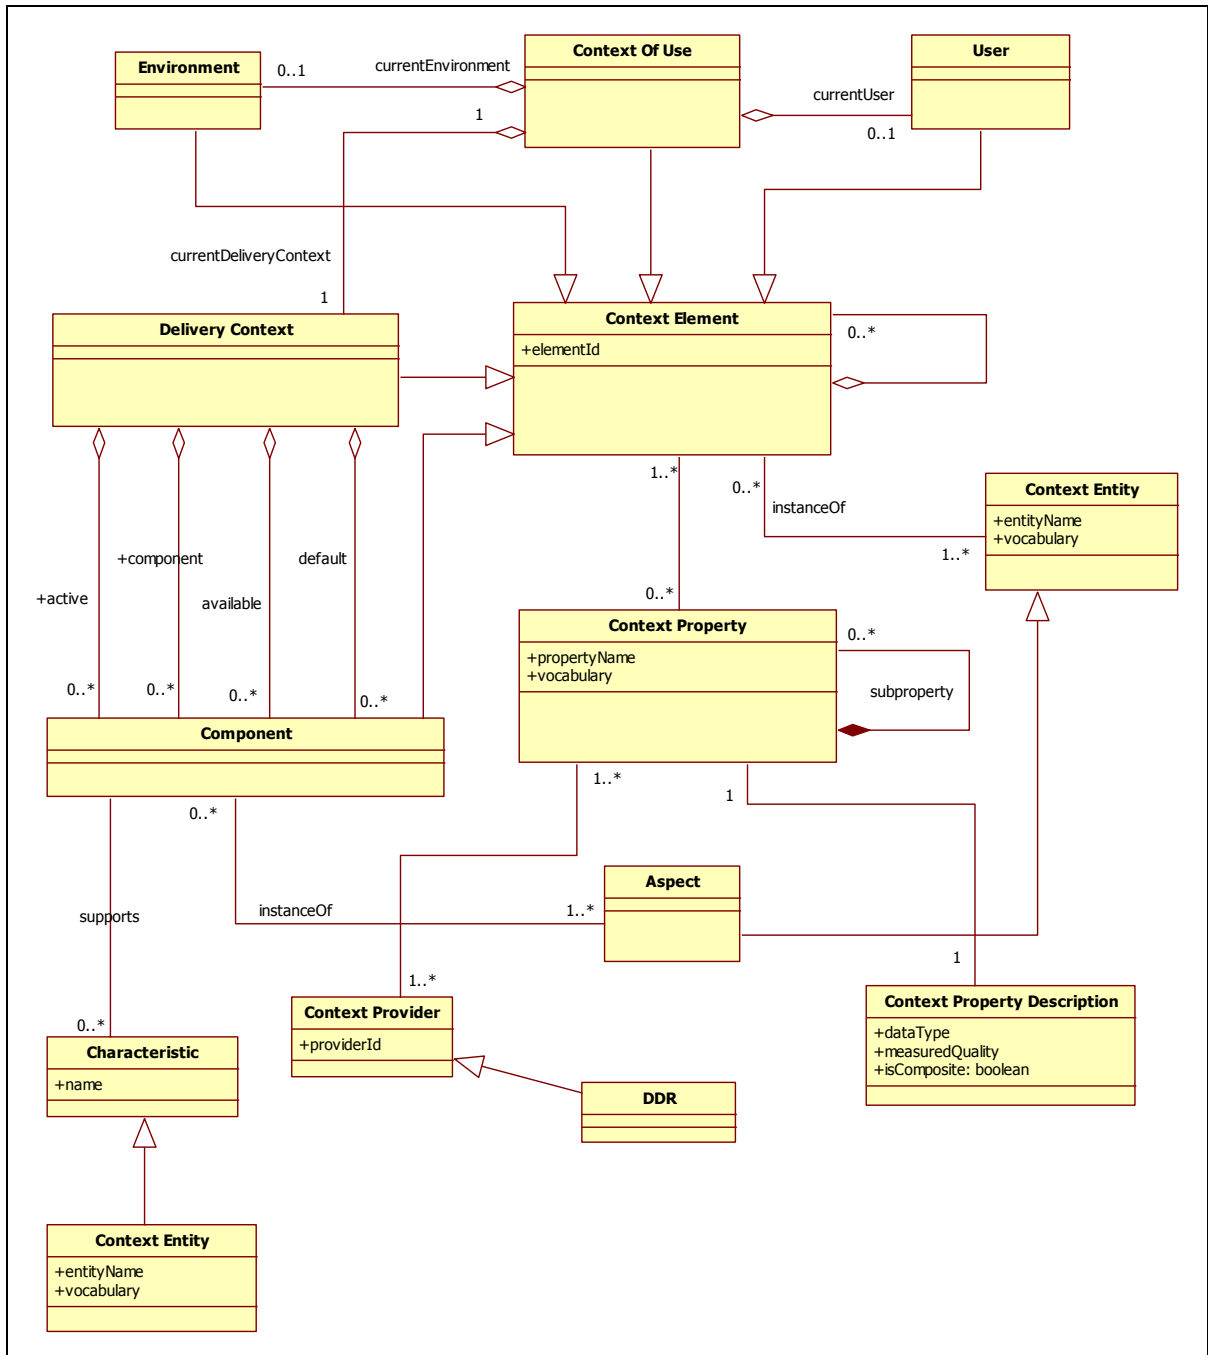 Environment
0..1
currentEnvironment
Context Of Use
User
currentUser
0..1
1
currentDeliveryContext
1
Delivery Context
Context Element
+elementId
0..*
1..*
0..*
instanceOf
1..*
Context Entity
+entityName
+vocabulary
+active
+component
available
default
0..*
0..*
0..*
0..*
0..*
Context Property
+propertyName
+vocabulary
0..*
subproperty
Component
0..*
1..*
1
supports
instanceOf
1..*
Aspect
1..*
1
0..*
Context Provider
+providerId
Context Property Description
+dataType
+measuredQuality
+isComposite: boolean
Characteristic
+name
DDR
Context Entity
+entityName
+vocabulary